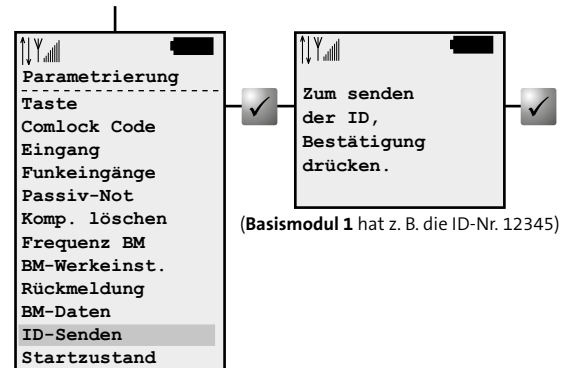 Parametrierung
Taste
Comlock Code
Eingang
Funkeingänge
Passiv-Not
Komp. löschen
Frequenz BM
BM-Werkeinst.
Rückmeldung
BM-Daten
ID-Senden
Startzustand
Zum senden
der ID,
Bestätigung
drücken.
(Basismodul 1 hat z. B. die ID-Nr. 12345)